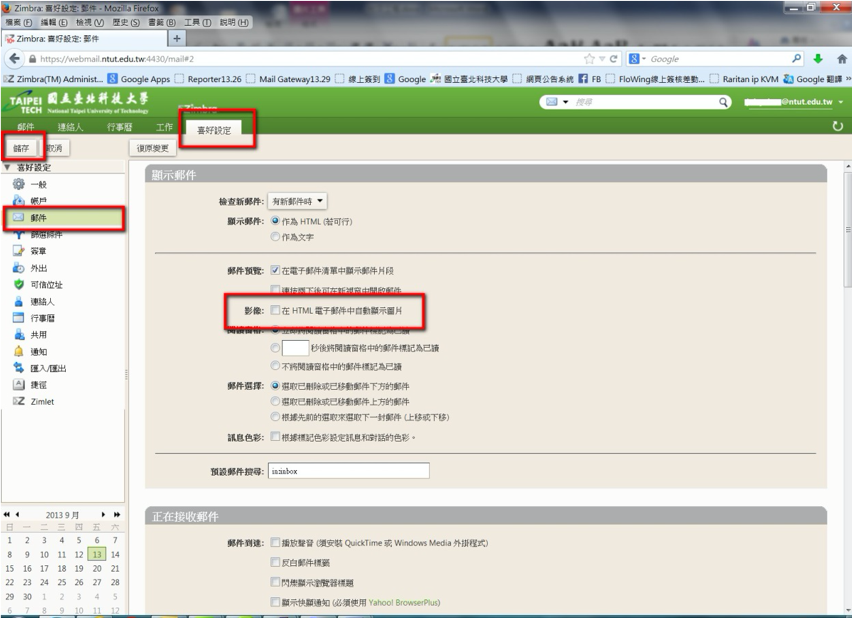 Zimbra: 喜好設定: 郵件 - Mozilla Firefox
檔案(F) 編輯(E) 檢視(V) 歷史(S) 書籤(B) 工具(T) 說明(H)
Zimbra: 喜好設定: 郵件 +
https://webmail.ntut.edu.tw:4430/mail#2 Google
Zimbra(TM) Administ... Google Apps Reporter13.26 Mail Gateway13.29 線上簽到 Google 國立臺北科技大學 網頁公告系統 FB FloWing線上簽核差勤... Raritan ip KVM Google 翻譯 »
TAIPEI TECH 國立臺北科技大學
National Taipei University of Technology
Zimbra 搜尋 @ntut.edu.tw
郵件 連絡人 行事曆 工作 喜好設定
儲存 取消 復原變更
喜好設定
一般
帳戶
郵件
篩選條件
簽章
外出
可信位址
連絡人
行事曆
共用
通知
匯入/匯出
捷徑
Zimlet
顯示郵件
檢查新郵件: 有新郵件時
顯示郵件: 作為 HTML (若可行)
作為文字
郵件預覽: 在電子郵件清單中顯示郵件片段
連按兩下後可在新視窗中開啟郵件
影像: 在 HTML 電子郵件中自動顯示圖片
閱讀窗格: 立即將閱讀窗格中的郵件標記為已讀
秒後將閱讀窗格中的郵件標記為已讀
不將閱讀窗格中的郵件標記為已讀
郵件選擇: 選取已刪除或已移動郵件下方的郵件
選取已刪除或已移動郵件上方的郵件
根據先前的選取來選取下一封郵件 (上移或下移)
訊息色彩: 根據標記色彩設定訊息和對話的色彩。
預設郵件搜尋: in:inbox
正在接收郵件
郵件到達: 播放聲音 (須安裝 QuickTime 或 Windows Media 外掛程式)
反白郵件標籤
閃爍顯示瀏覽器標題
顯示快顯通知 (必須使用 Yahoo! BrowserPlus)
2013 9 月
日 一 二 三 四 五 六
1 2 3 4 5 6 7
8 9 10 11 12 13 14
15 16 17 18 19 20 21
22 23 24 25 26 27 28
29 30 1 2 3 4 5
6 7 8 9 10 11 12